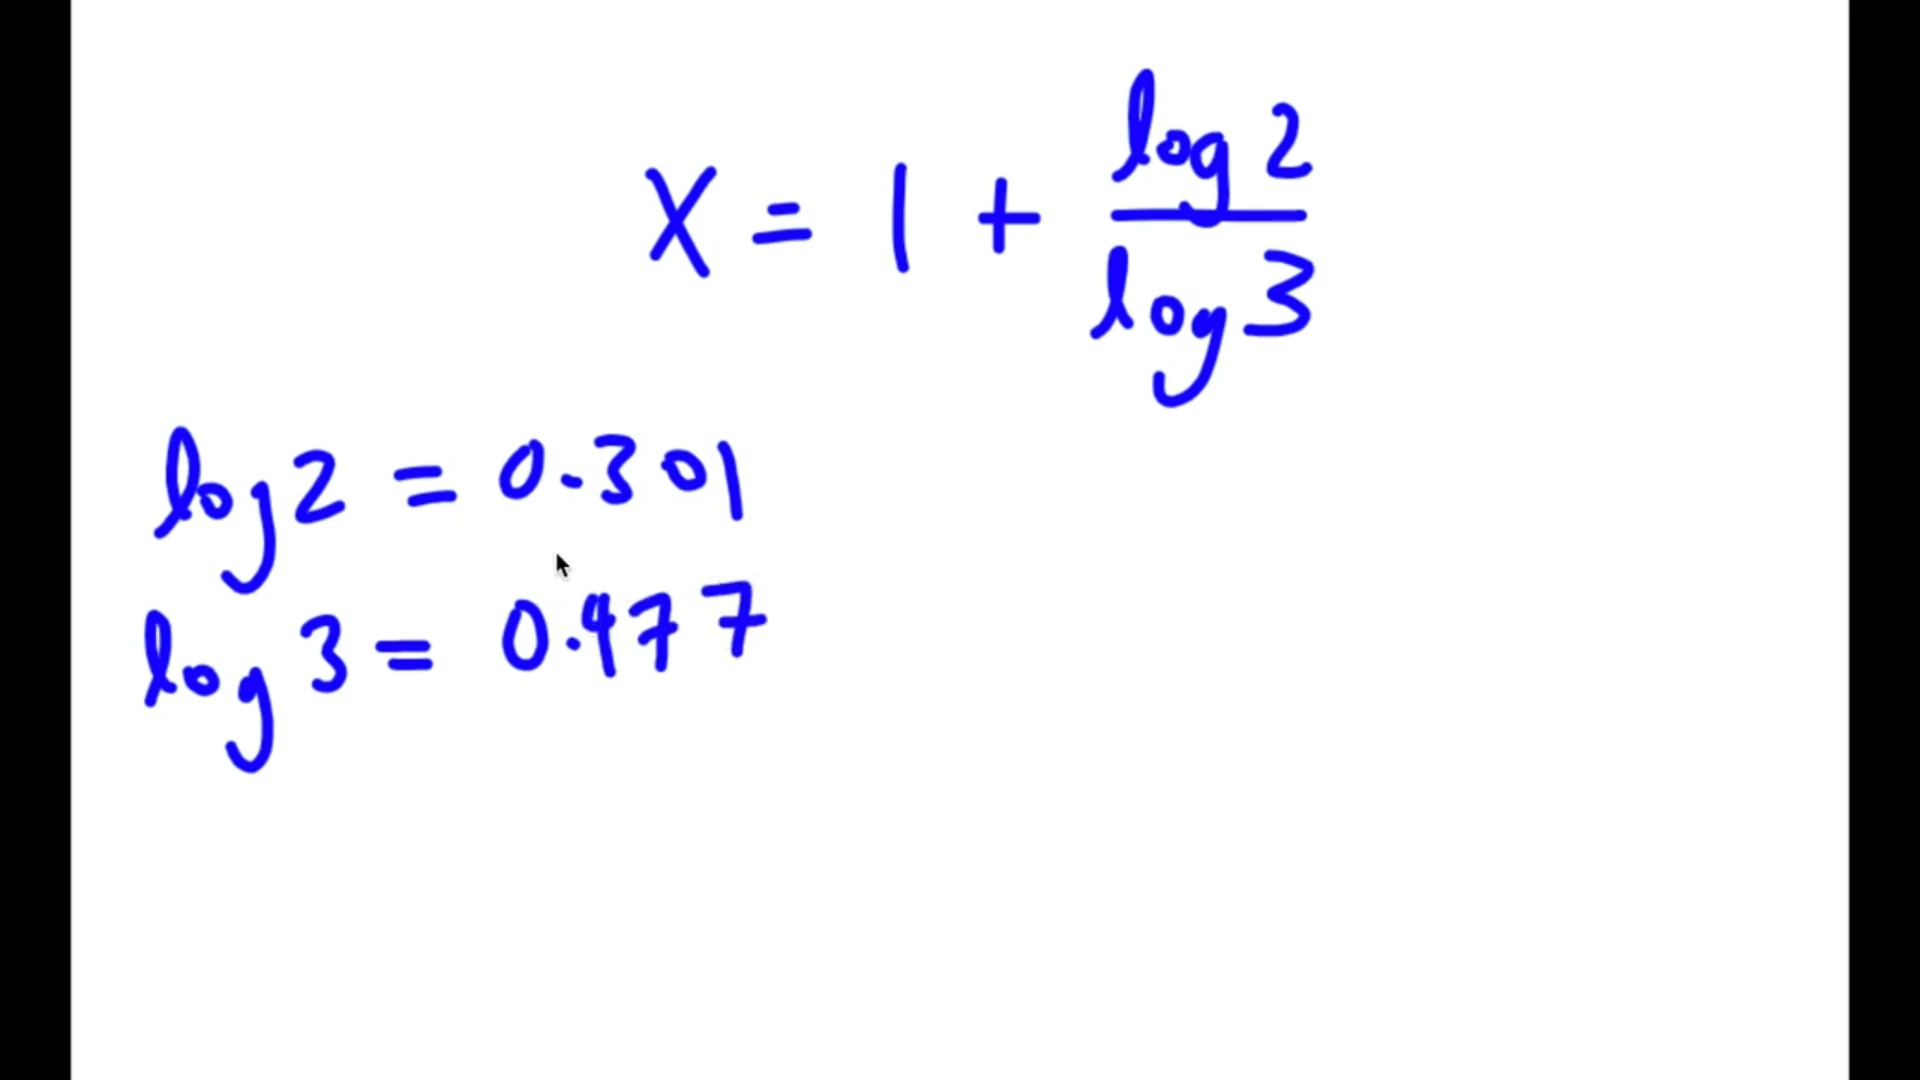 X = 1 + log 2 / log 3
log 2 = 0.301
log 3 = 0.477